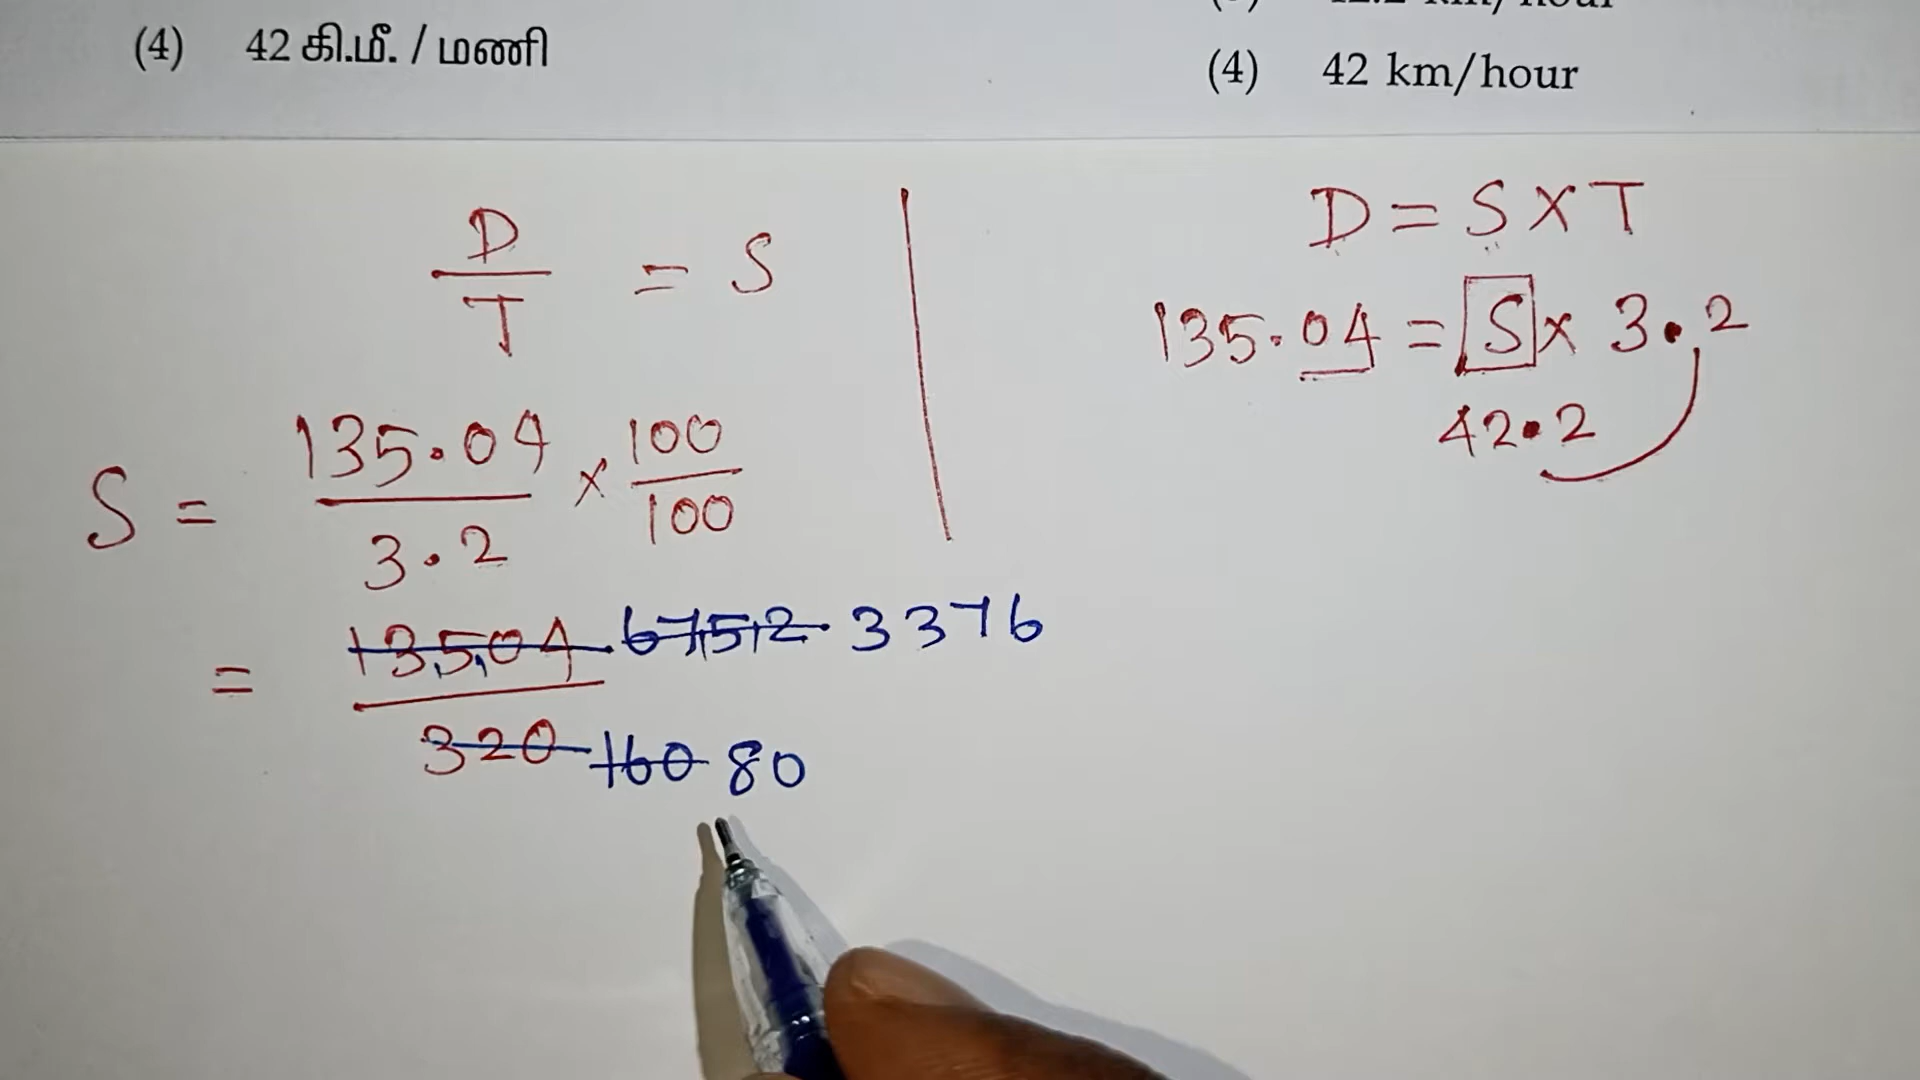 (4) 42 கி.மீ. / மணி
(4) 42 km/hour
D
T
= S
S = 135.04 × 100
3.2 100
= 13504 6752 3376
320 160 80
D = S × T
135.04 = S × 3.2
42.2